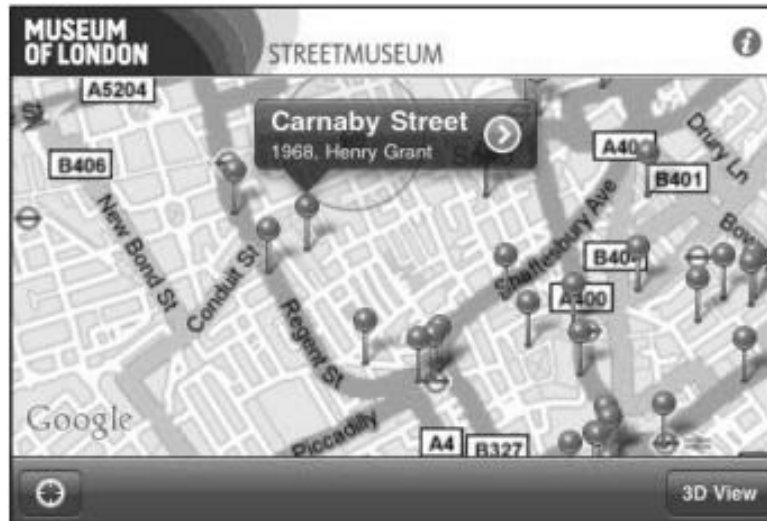 MUSEUM
OF LONDON
STREETMUSEUM
A5204
Carnaby Street
1968, Henry Grant
B406
B401
Drury Ln
New Bond St
Conduit St
Shaftesbury Ave
Regent St
A400
Google
Piccadilly
A4
B327
3D View